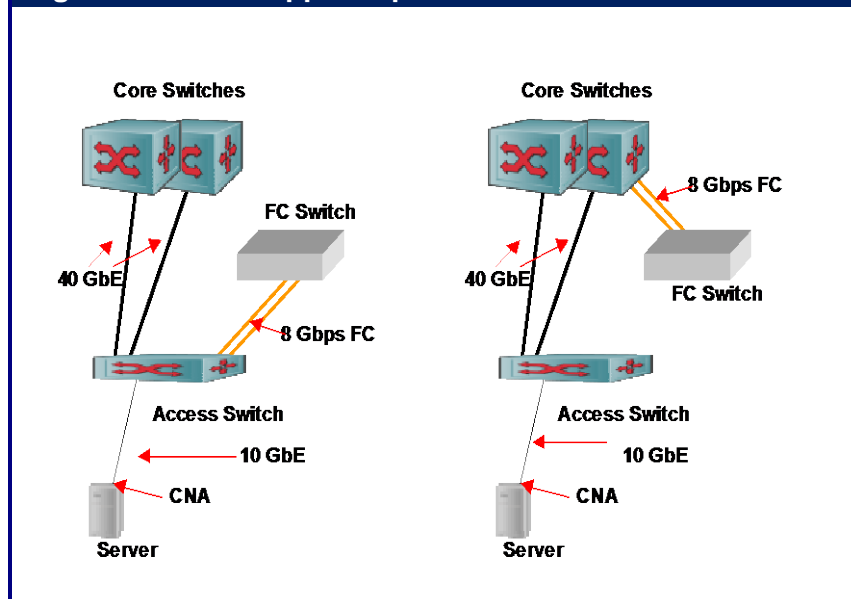 Core Switches
FC Switch
40 GbE
8 Gbps FC
Access Switch
10 GbE
CNA
Server
Core Switches
8 Gbps FC
40 GbE
FC Switch
Access Switch
10 GbE
CNA
Server